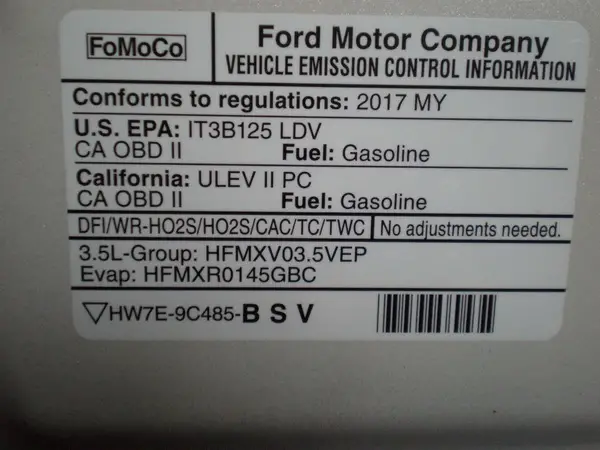 FoMoCo
Ford Motor Company
VEHICLE EMISSION CONTROL INFORMATION
Conforms to regulations: 2017 MY
U.S. EPA: IT3B125 LDV
CA OBD II Fuel: Gasoline
California: ULEV II PC
CA OBD II Fuel: Gasoline
DFI/WR-HO2S/HO2S/CAC/TC/TWC No adjustments needed.
3.5L-Group: HFMXV03.5VEP
Evap: HFMXR0145GBC
▽HW7E-9C485-B S V